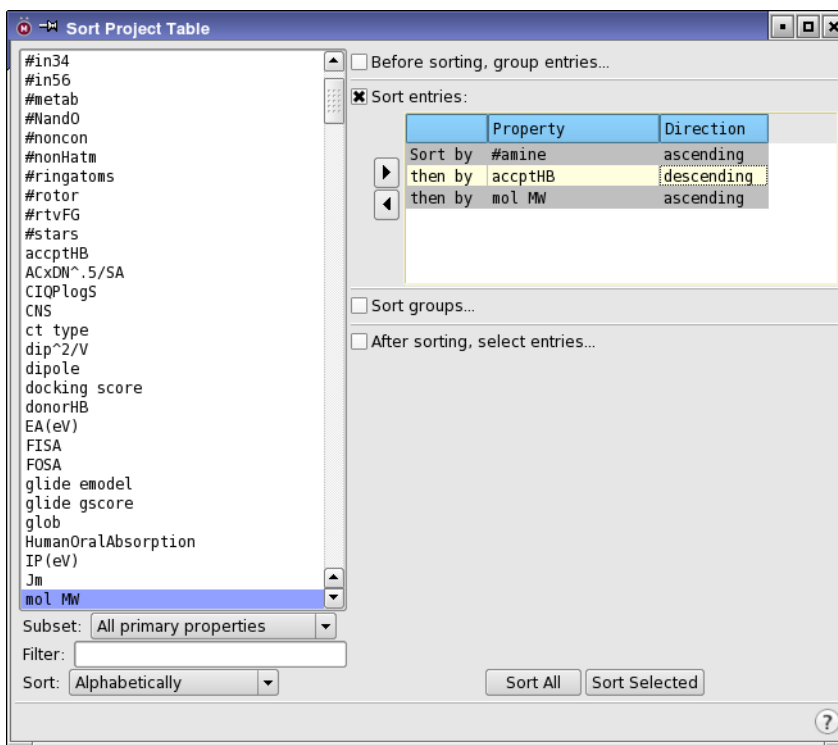 Sort Project Table
#in34
#in56
#metab
#NandO
#noncon
#nonHatm
#ringatoms
#rotor
#rtvFG
#stars
accptHB
ACxDN^.5/SA
CIQPlogS
CNS
ct type
dip^2/V
dipole
docking score
donorHB
EA(eV)
FISA
FOSA
glide emodel
glide gscore
glob
HumanOralAbsorption
IP(eV)
Jm
mol MW
Subset: All primary properties
Filter:
Sort: Alphabetically
Before sorting, group entries...
Sort entries:
Property Direction
Sort by #amine ascending
then by accptHB descending
then by mol MW ascending
Sort groups...
After sorting, select entries...
Sort All Sort Selected
?